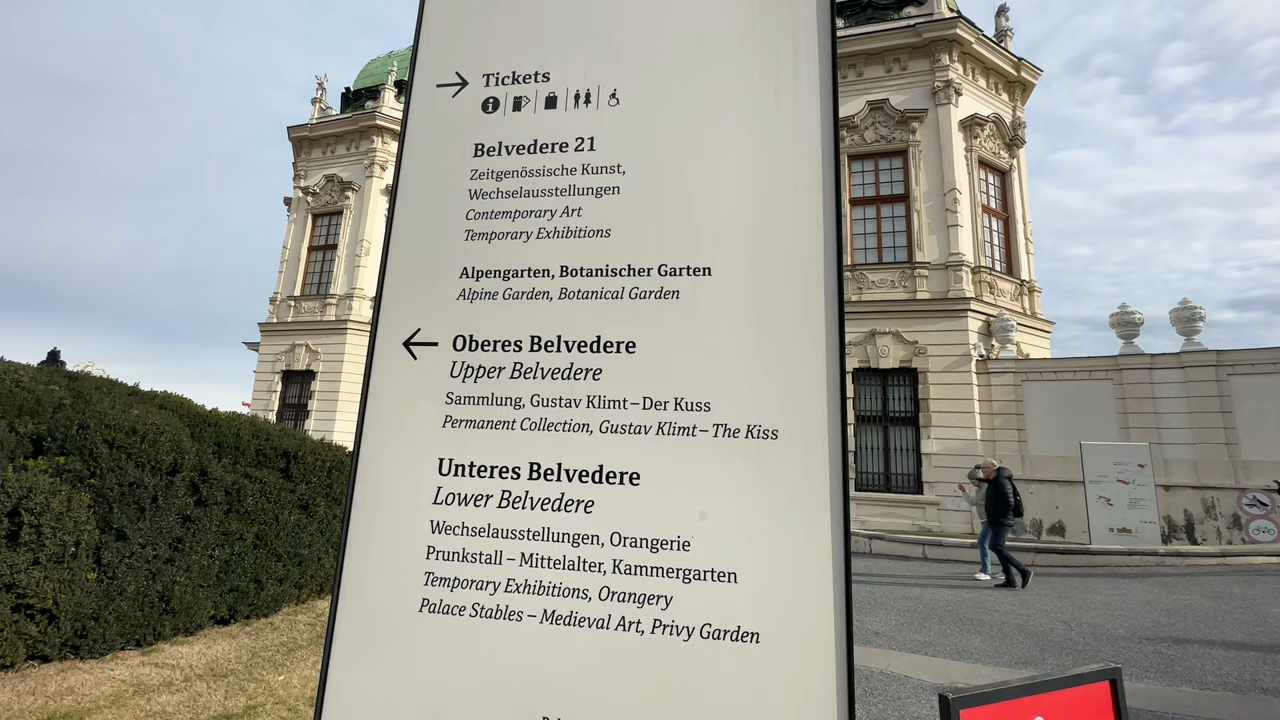 → Tickets
Belvedere 21
Zeitgenössische Kunst,
Wechselausstellungen
Contemporary Art
Temporary Exhibitions
Alpengarten, Botanischer Garten
Alpine Garden, Botanical Garden
← Oberes Belvedere
Upper Belvedere
Sammlung, Gustav Klimt – Der Kuss
Permanent Collection, Gustav Klimt – The Kiss
Unteres Belvedere
Lower Belvedere
Wechselausstellungen, Orangerie
Prunkstall – Mittelalter, Kammergarten
Temporary Exhibitions, Orangery
Palace Stables – Medieval Art, Privy Garden